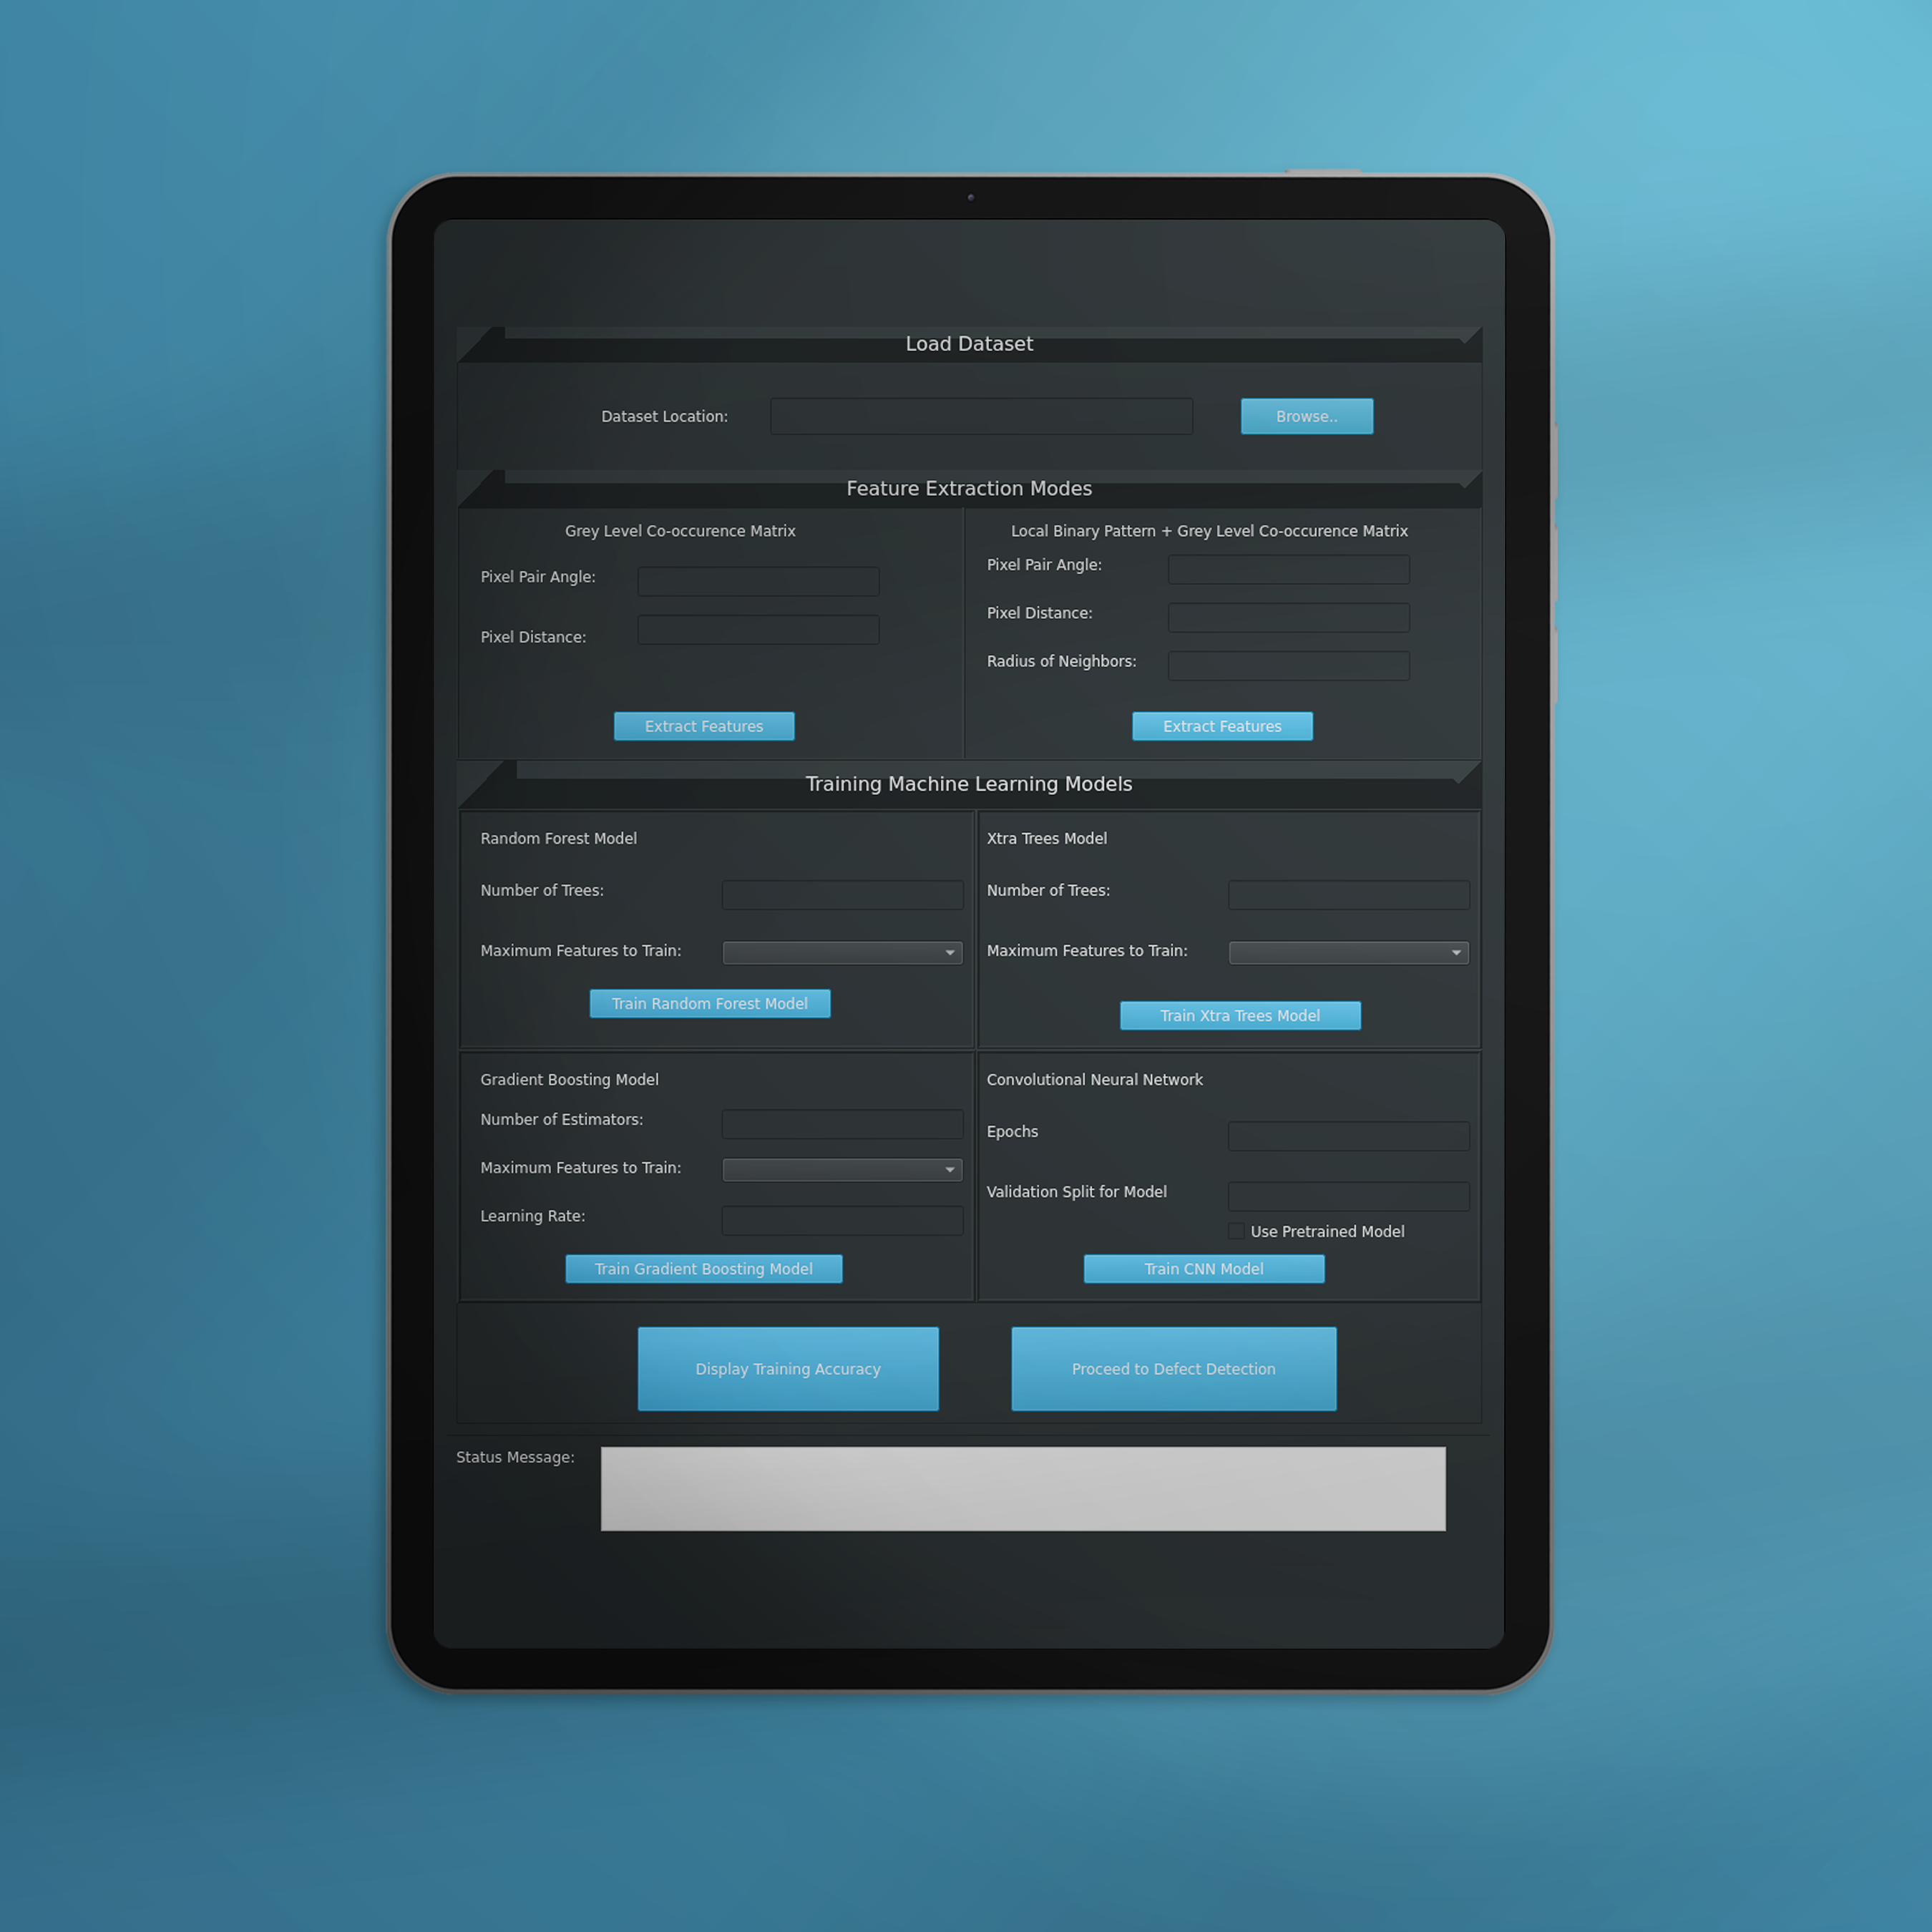 Load Dataset
Dataset Location:
Browse..
Feature Extraction Modes
Grey Level Co-occurence Matrix
Pixel Pair Angle:
Pixel Distance:
Extract Features
Local Binary Pattern + Grey Level Co-occurence Matrix
Pixel Pair Angle:
Pixel Distance:
Radius of Neighbors:
Extract Features
Training Machine Learning Models
Random Forest Model
Number of Trees:
Maximum Features to Train:
Train Random Forest Model
Xtra Trees Model
Number of Trees:
Maximum Features to Train:
Train Xtra Trees Model
Gradient Boosting Model
Number of Estimators:
Maximum Features to Train:
Learning Rate:
Train Gradient Boosting Model
Convolutional Neural Network
Epochs
Validation Split for Model
Use Pretrained Model
Train CNN Model
Display Training Accuracy
Proceed to Defect Detection
Status Message: